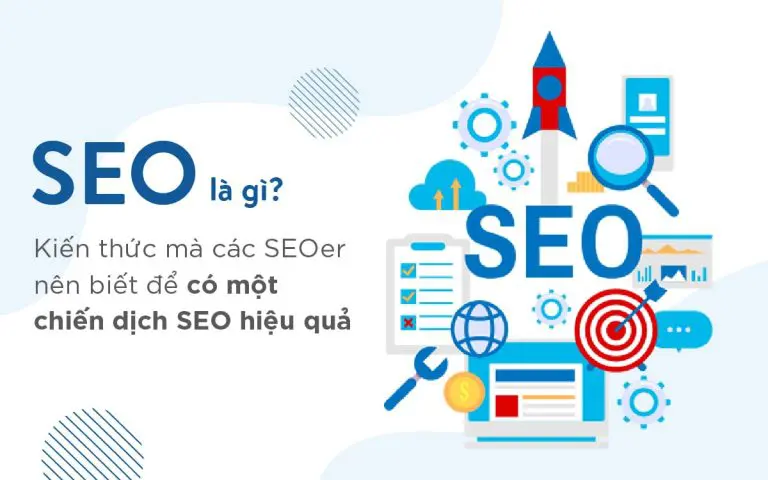 SEO là gì?
Kiến thức mà các SEOer
nên biết để có một
chiến dịch SEO hiệu quả
SEO
$